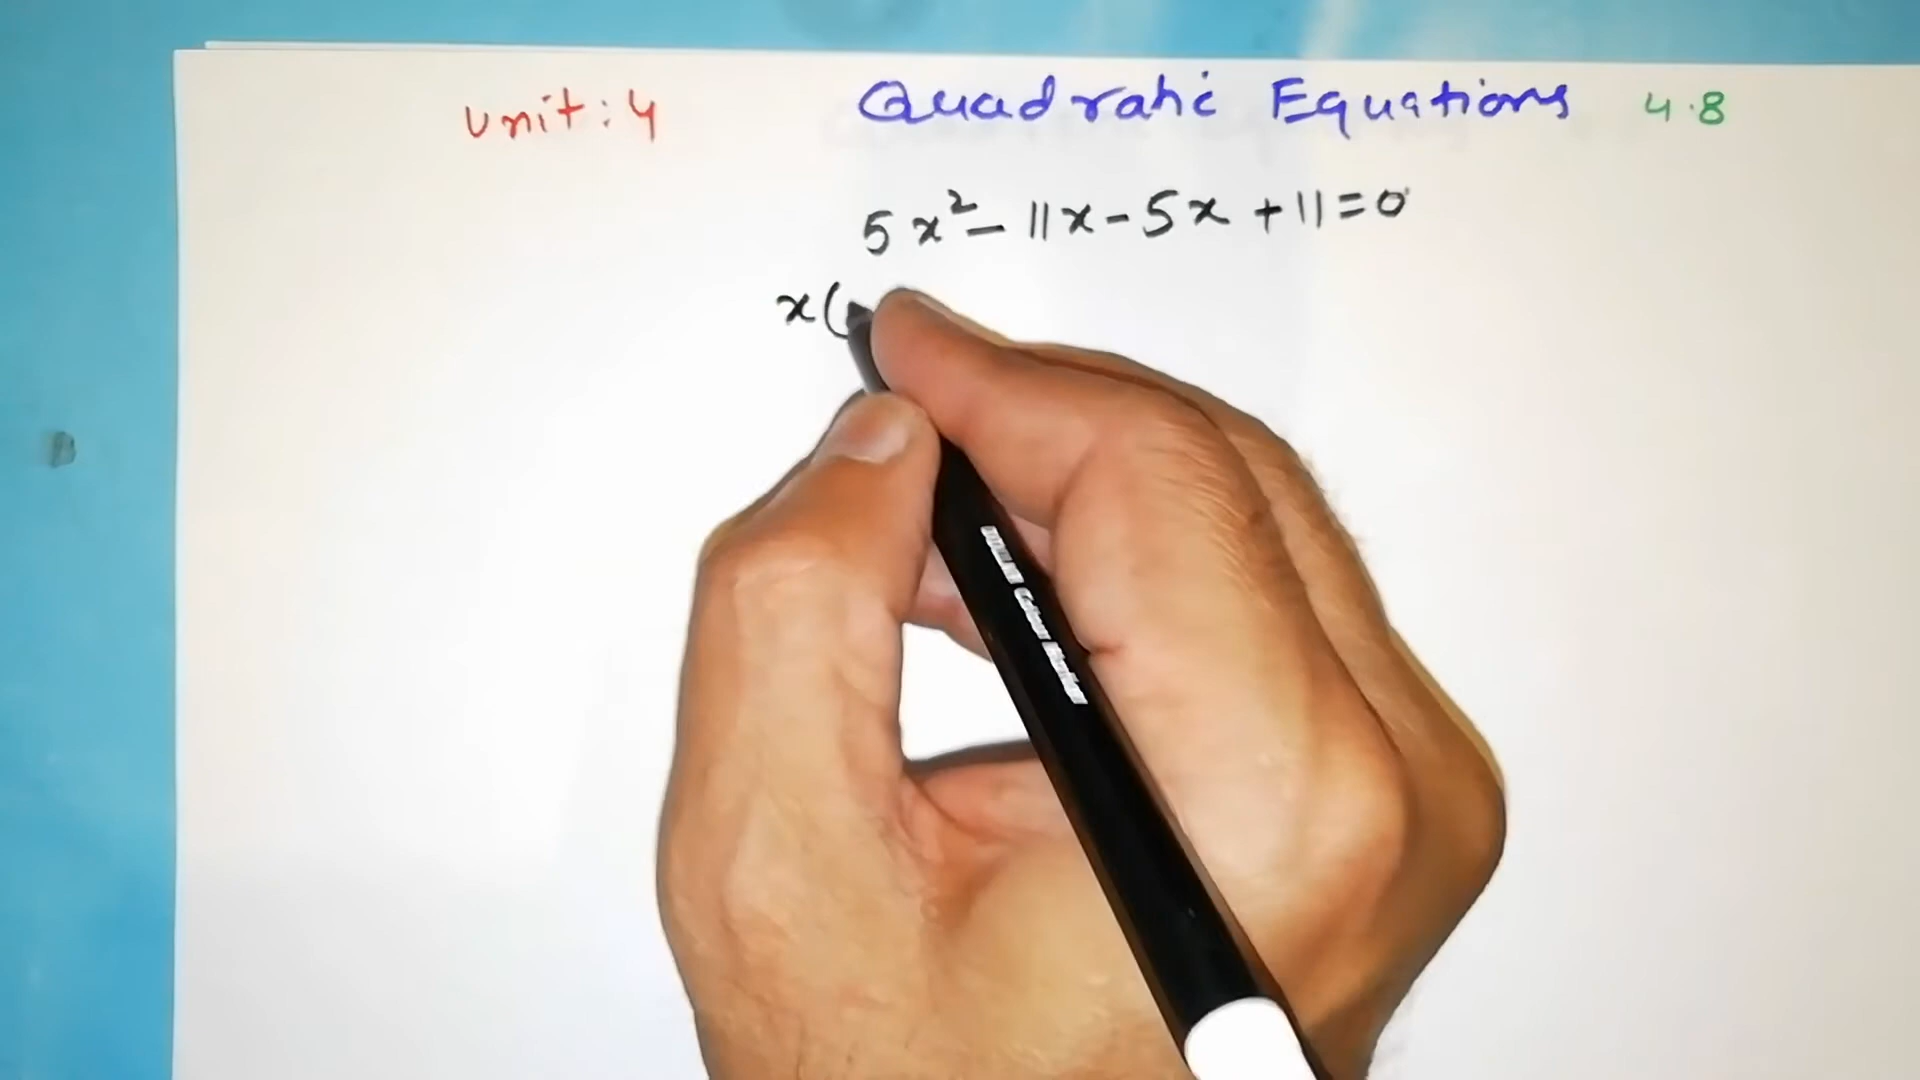 Unit: 4 Quadratic Equations 4.8
5x² - 11x - 5x + 11 = 0
x(